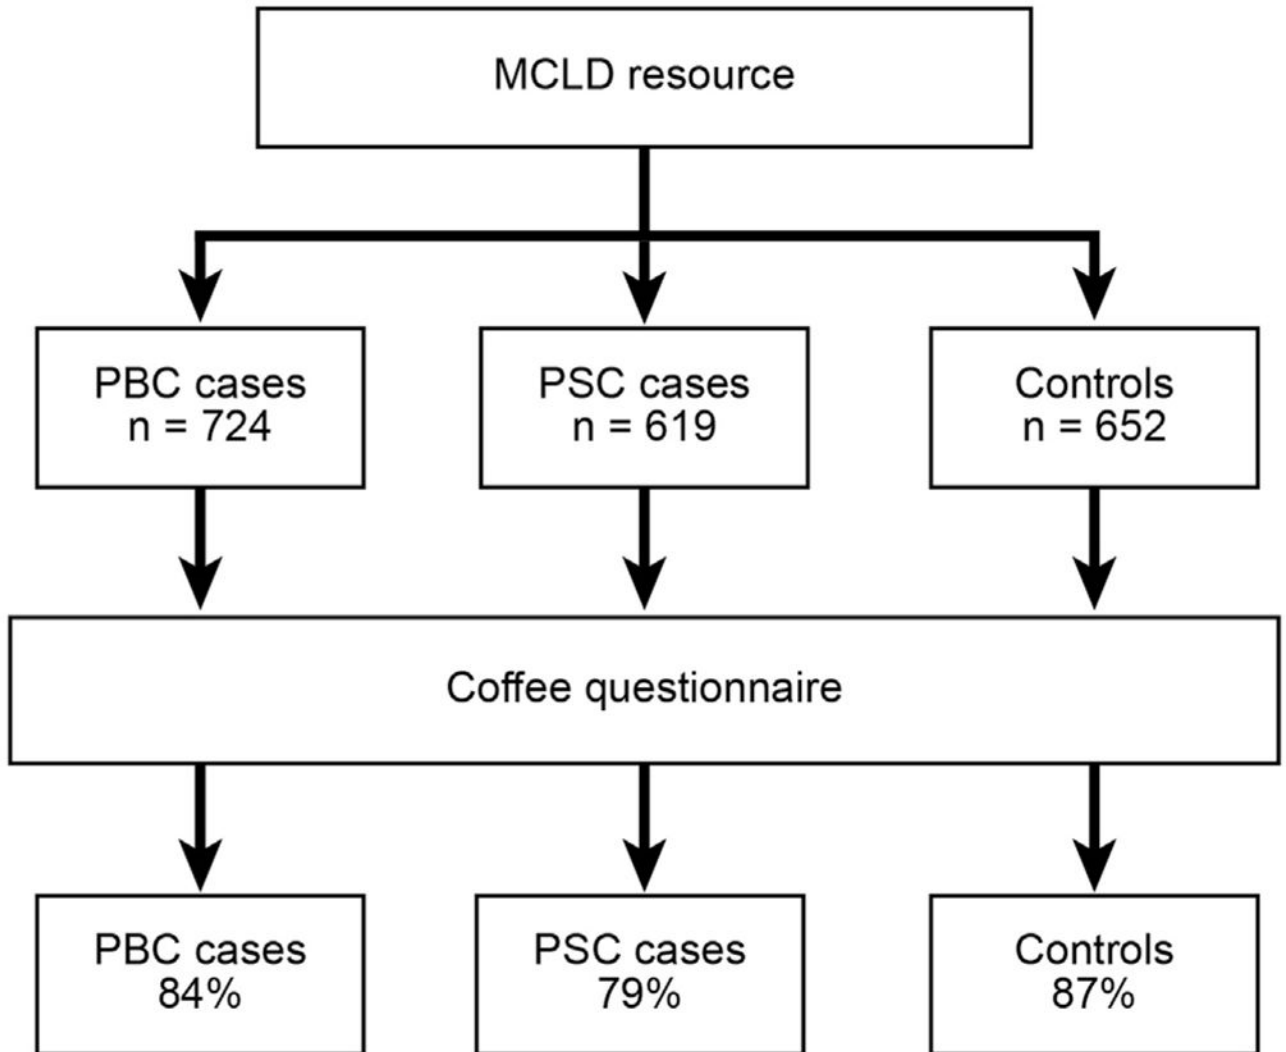 MCLD resource
PBC cases
n = 724
PSC cases
n = 619
Controls
n = 652
Coffee questionnaire
PBC cases
84%
PSC cases
79%
Controls
87%